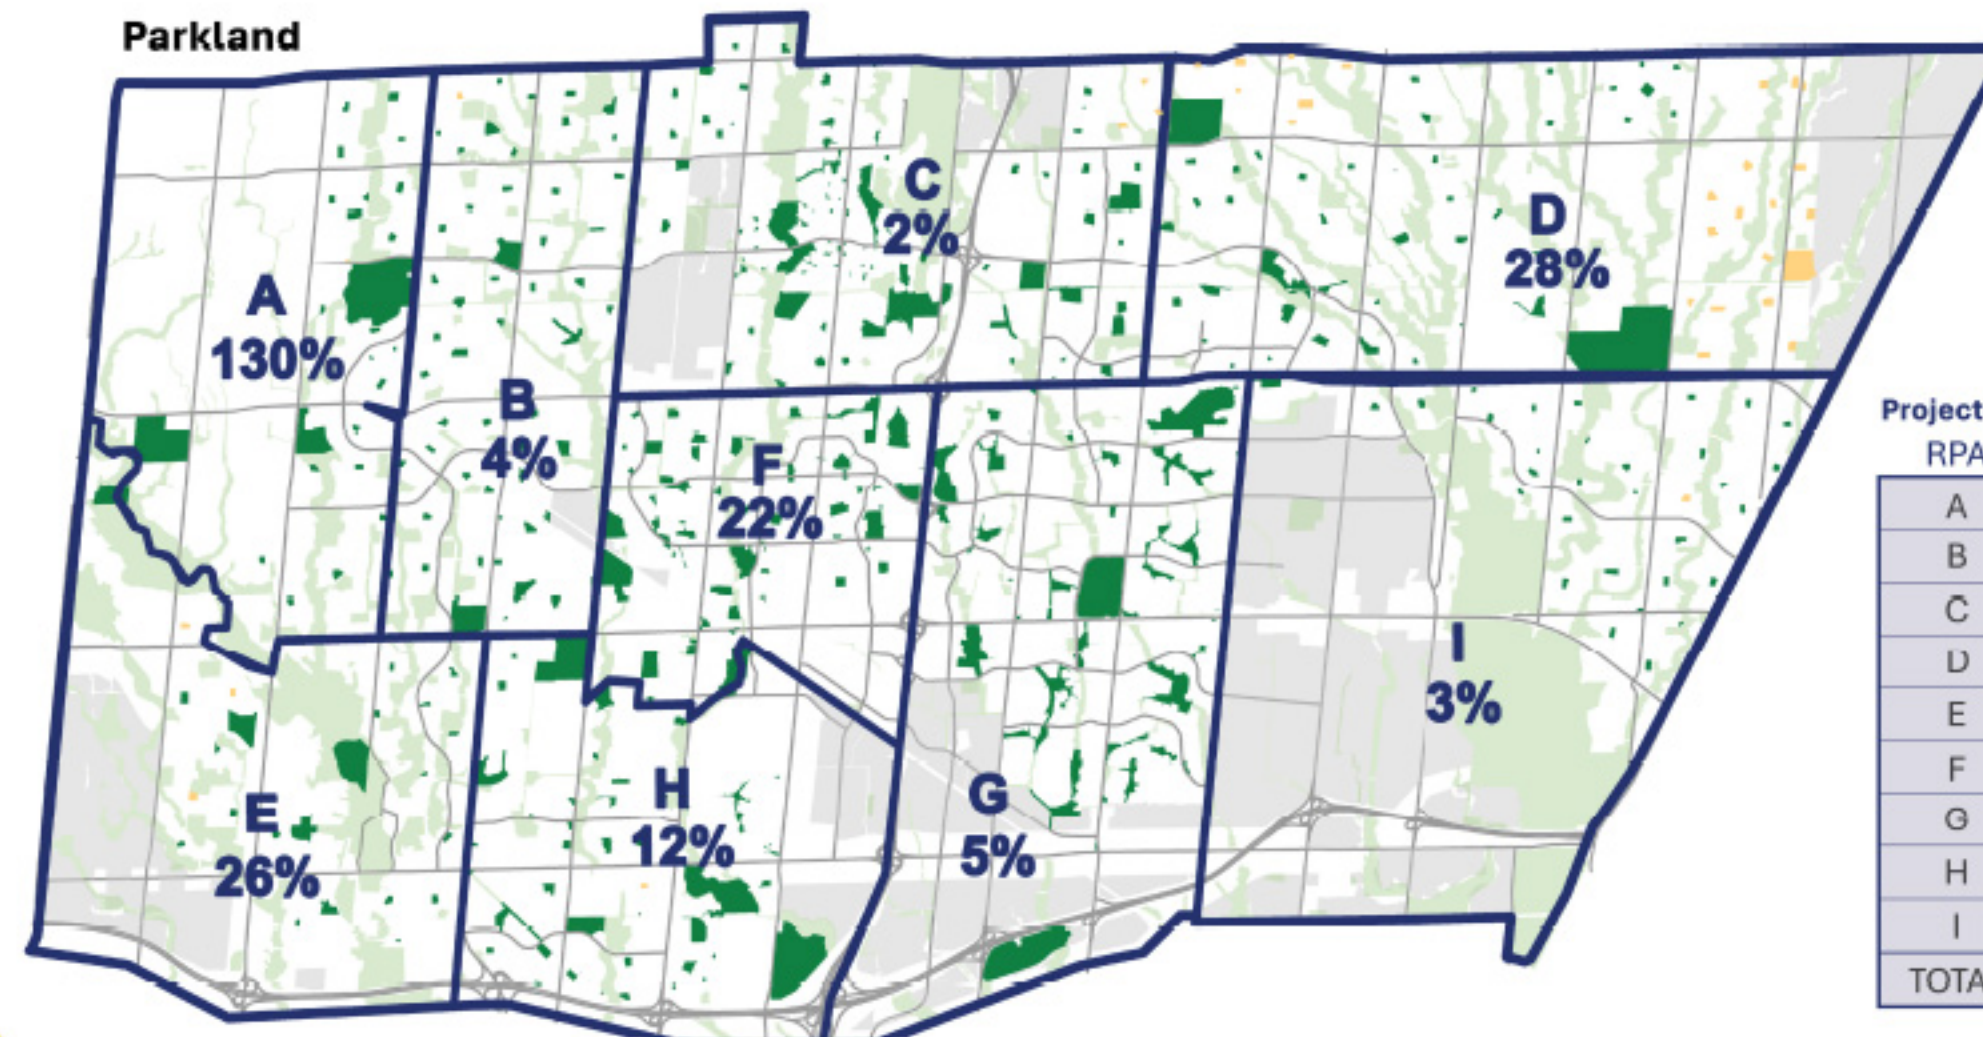 Parkland
A
130%
B
4%
C
2%
D
28%
F
22%
E
26%
H
12%
G
5%
I
3%
Project
RPA
A
B
C
D
E
F
G
H
I
TOTA